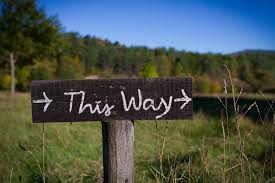 → This Way →